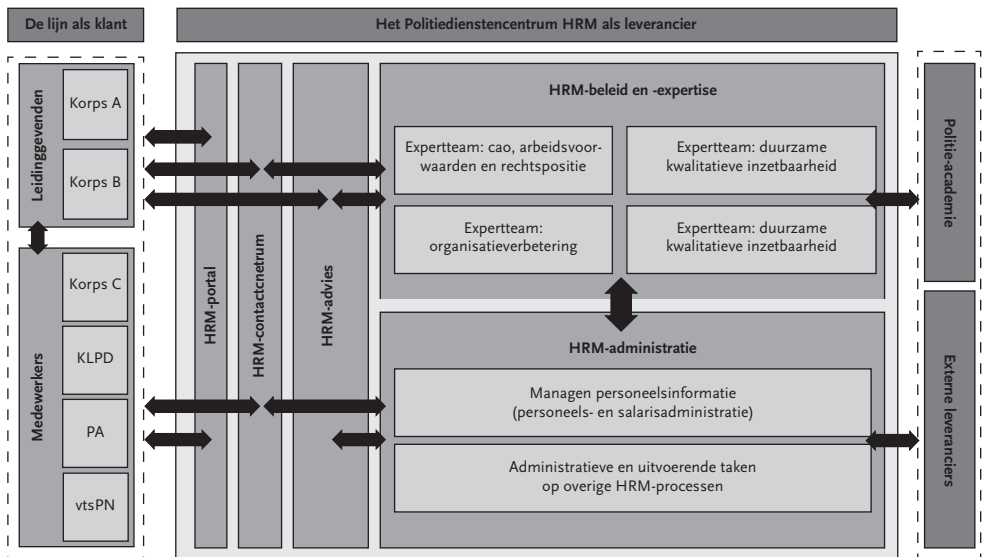 De lijn als klant
Het Politiedienstencentrum HRM als leverancier
Leidinggevenden
Korps A
Korps B
Medewerkers
Korps C
KLPD
PA
vtsPN
HRM-portal
HRM-contactcnetrum
HRM-advies
HRM-beleid en -expertise
Expertteam: cao, arbeidsvoor-
waarden en rechtspositie
Expertteam: duurzame
kwalitatieve inzetbaarheid
Expertteam:
organisatieverbetering
Expertteam: duurzame
kwalitatieve inzetbaarheid
HRM-administratie
Managen personeelsinformatie
(personeels- en salarisadministratie)
Administratieve en uitvoerende taken
op overige HRM-processen
Politie-academie
Externe leveranciers